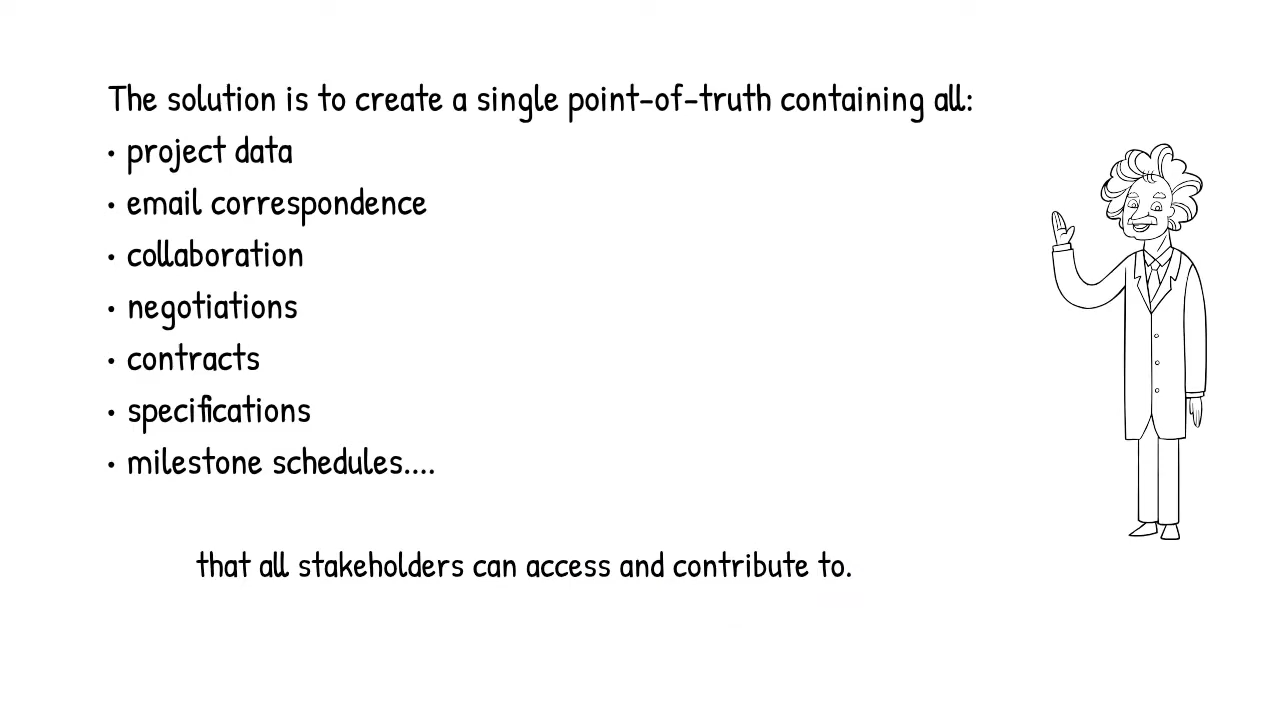 The solution is to create a single point-of-truth containing all:
• project data
• email correspondence
• collaboration
• negotiations
• contracts
• specifications
• milestone schedules....
that all stakeholders can access and contribute to.